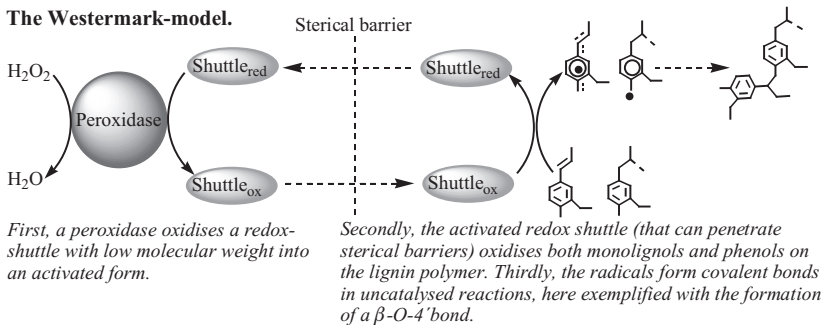 The Westermark-model.
Sterical barrier
H2O2
Peroxidase
H2O
Shuttlered
Shuttleox
Shuttlered
Shuttleox
First, a peroxidase oxidises a redox-
shuttle with low molecular weight into
an activated form.
Secondly, the activated redox shuttle (that can penetrate
sterical barriers) oxidises both monolignols and phenols on
the lignin polymer. Thirdly, the radicals form covalent bonds
in uncatalysed reactions, here exemplified with the formation
of a β-O-4´bond.